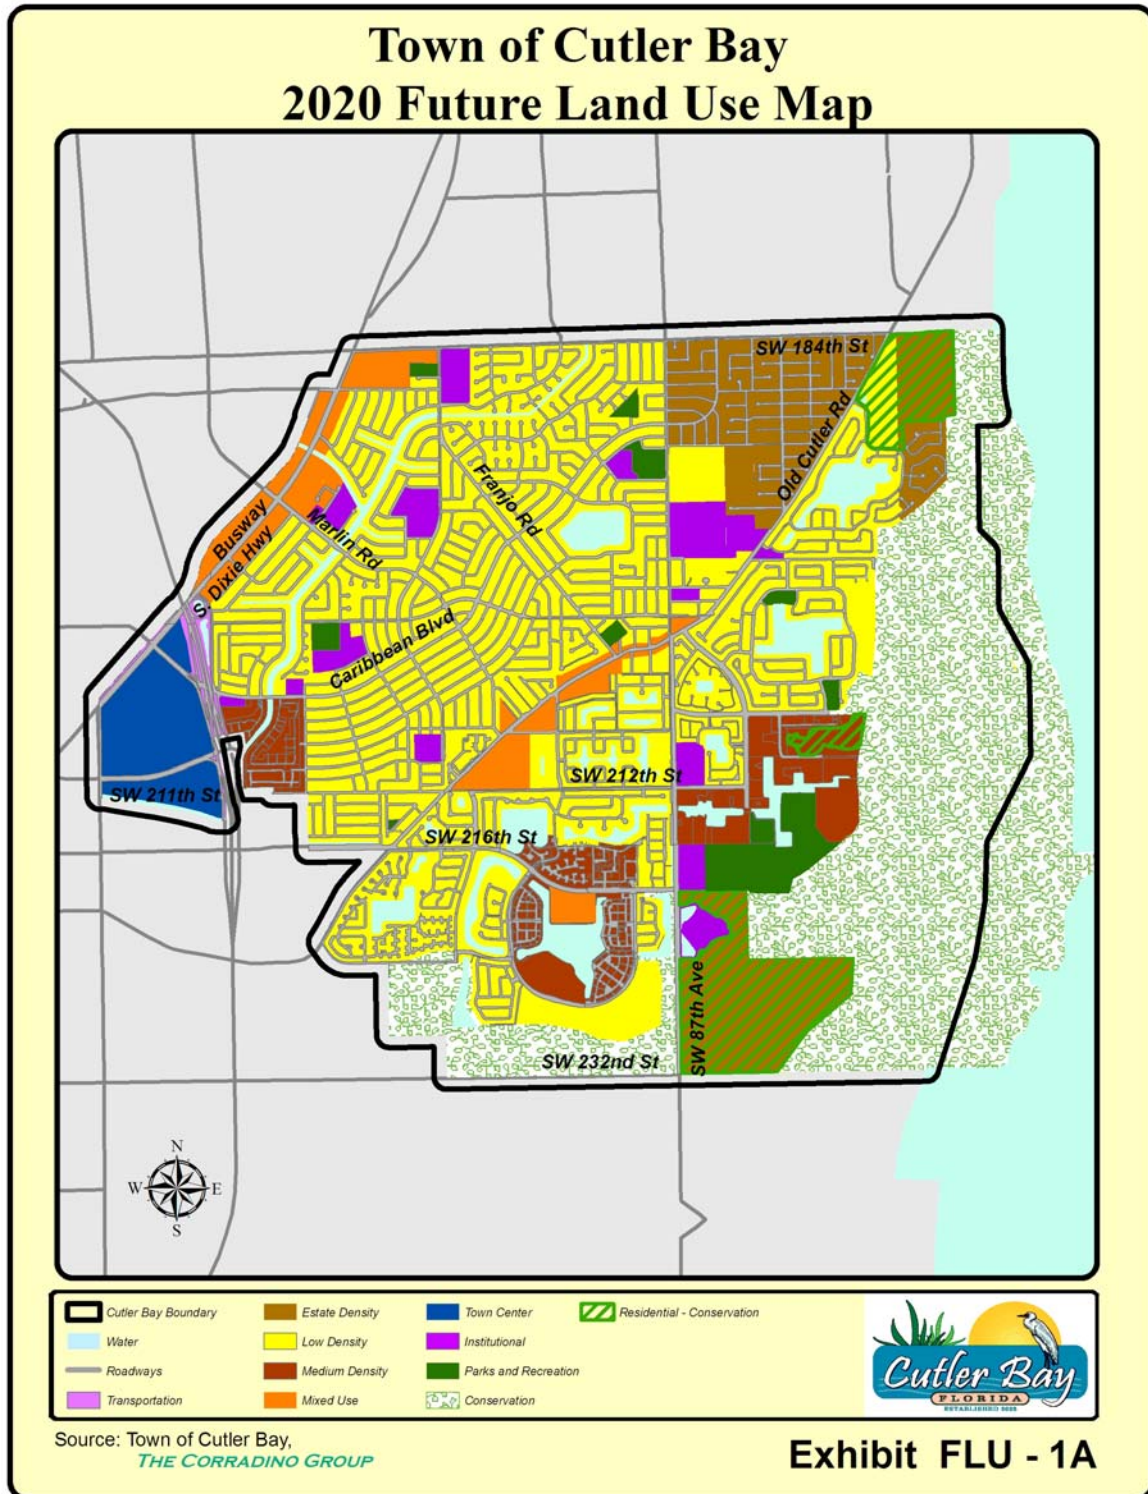 Town of Cutler Bay
2020 Future Land Use Map
SW 184th St
Old Cutler Rd
Franjo Rd
Marlin Rd
Busway
S. Dixie Hwy
Caribbean Blvd
SW 212th St
SW 211th St
SW 216th St
SW 87th Ave
SW 232nd St
N
W E
S
Cutler Bay Boundary
Estate Density
Town Center
Residential - Conservation
Water
Low Density
Institutional
Roadways
Medium Density
Parks and Recreation
Transportation
Mixed Use
Conservation
Cutler Bay
FLORIDA
ESTABLISHED 2005
Source: Town of Cutler Bay,
THE CORRADINO GROUP
Exhibit FLU - 1A